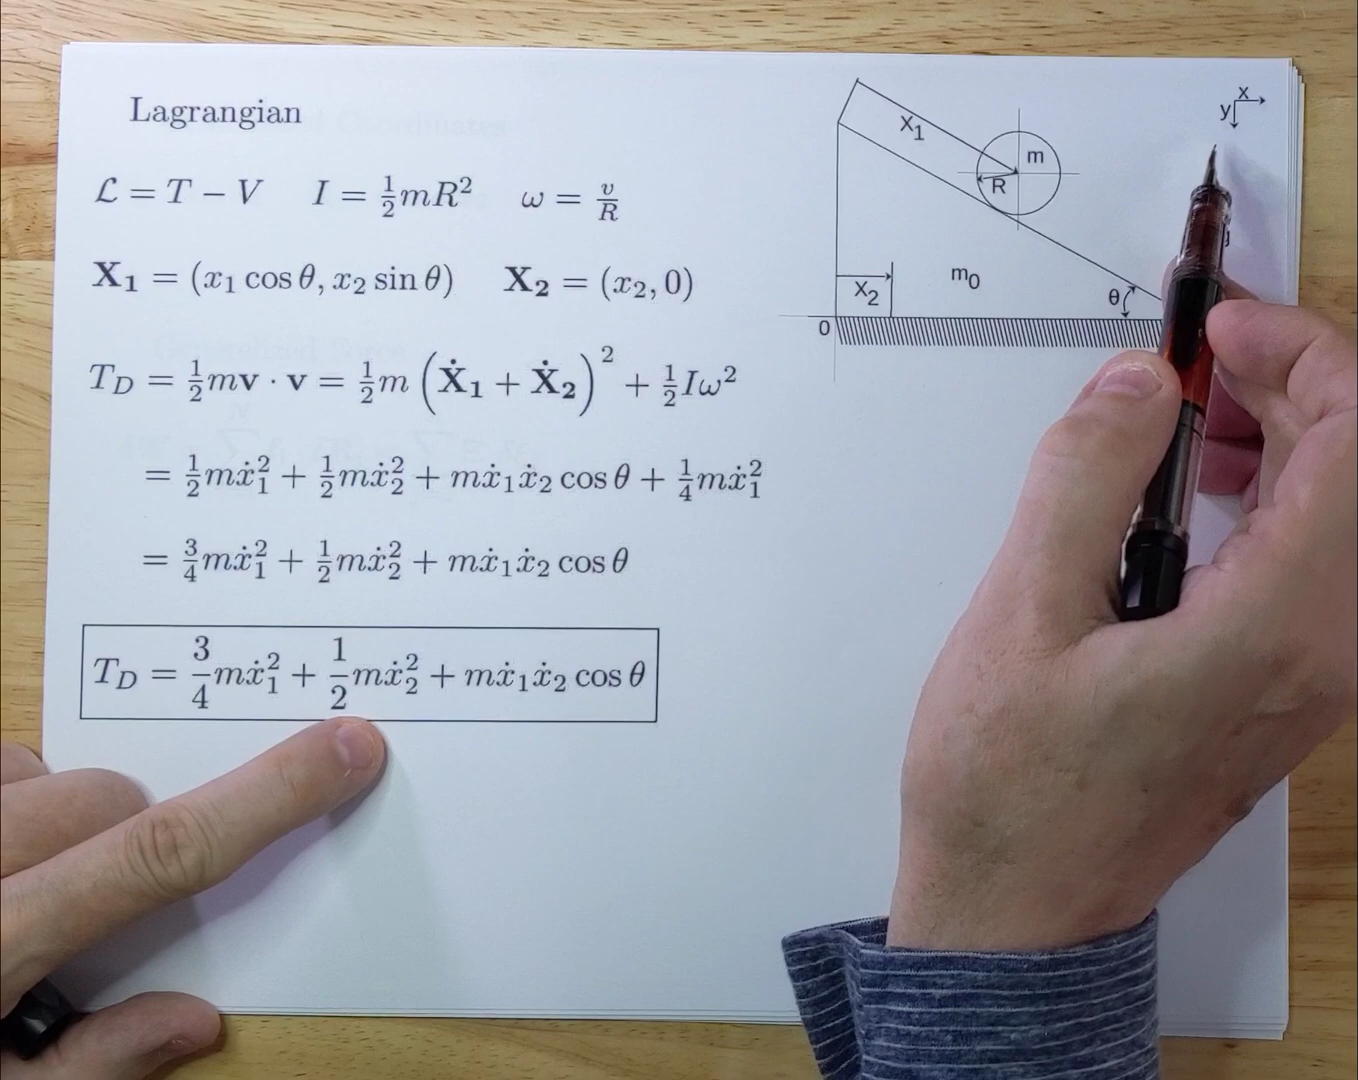 Lagrangian
ℒ = T − V   I = ½mR²   ω = v/R
X₁ = (x₁ cos θ, x₂ sin θ)   X₂ = (x₂, 0)
T_D = ½mv · v = ½m (Ẋ₁ + Ẋ₂)² + ½Iω²
= ½mẋ₁² + ½mẋ₂² + mẋ₁ẋ₂ cos θ + ¼mẋ₁²
= ¾mẋ₁² + ½mẋ₂² + mẋ₁ẋ₂ cos θ
T_D = ¾mẋ₁² + ½mẋ₂² + mẋ₁ẋ₂ cos θ
x
y
X₁
m
R
X₂
m₀
θ
0